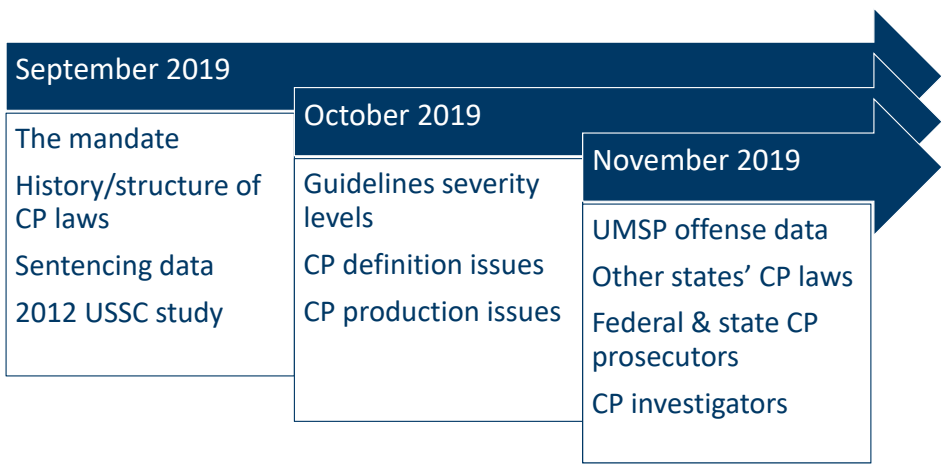 September 2019
The mandate
History/structure of
CP laws
Sentencing data
2012 USSC study
October 2019
Guidelines severity
levels
CP definition issues
CP production issues
November 2019
UMSP offense data
Other states’ CP laws
Federal & state CP
prosecutors
CP investigators